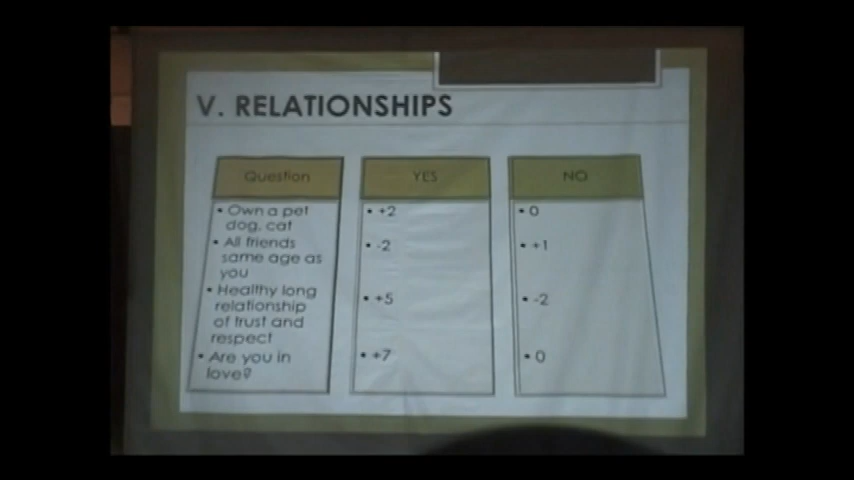 V. RELATIONSHIPS
Question
• Own a pet
dog, cat
• All friends
same age as
you
• Healthy long
relationship
of trust and
respect
• Are you in
love?
YES
• +2
• -2
• +5
• +7
NO
• 0
• +1
• -2
• 0